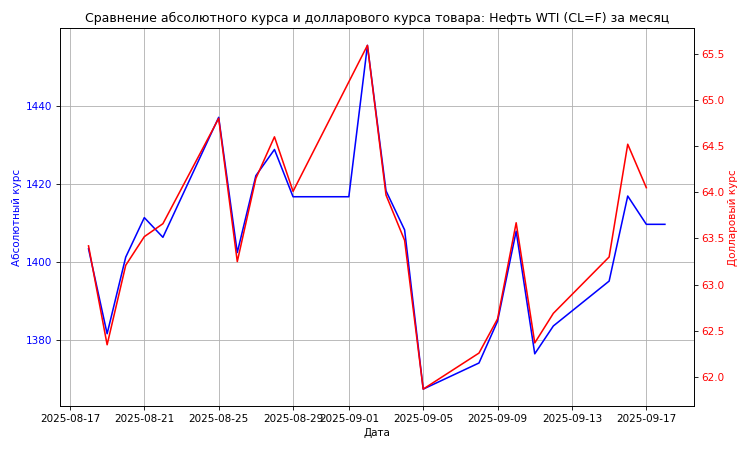 Сравнение абсолютного курса и долларового курса товара: Нефть WTI (CL=F) за месяц
Абсолютный курс
1440
1420
1400
1380
65.5
65.0
64.5
64.0
63.5
63.0
62.5
62.0
Долларовый курс
2025-08-17 2025-08-21 2025-08-25 2025-08-29 2025-09-01 2025-09-05 2025-09-09 2025-09-13 2025-09-17
Дата